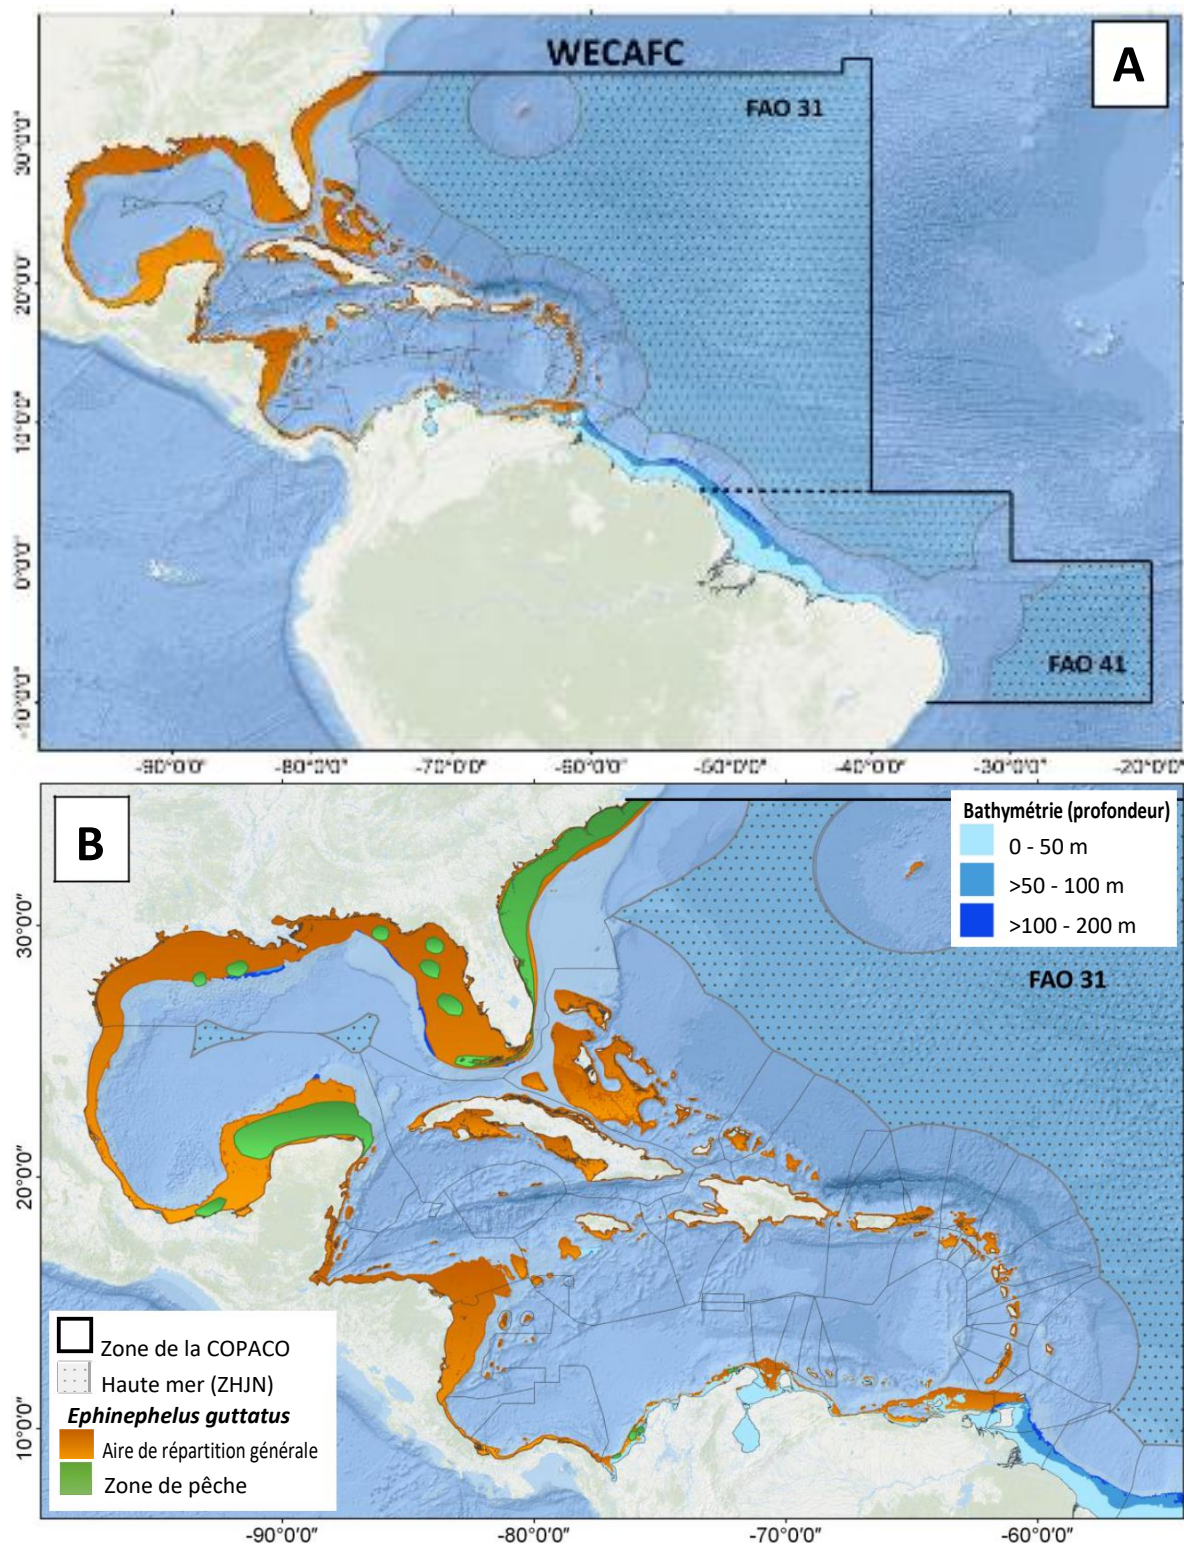 WECAFC
A
FAO 31
FAO 41
30°0'0"
20°0'0"
10°0'0"
0°0'0"
-10°0'0"
-90°0'0"
-80°0'0"
-70°0'0"
-60°0'0"
-50°0'0"
-40°0'0"
-30°0'0"
-20°0'0"
B
Bathymétrie (profondeur)
0 - 50 m
>50 - 100 m
>100 - 200 m
FAO 31
30°0'0"
20°0'0"
10°0'0"
Zone de la COPACO
Haute mer (ZHJN)
Ephinephelus guttatus
Aire de répartition générale
Zone de pêche
-90°0'0"
-80°0'0"
-70°0'0"
-60°0'0"